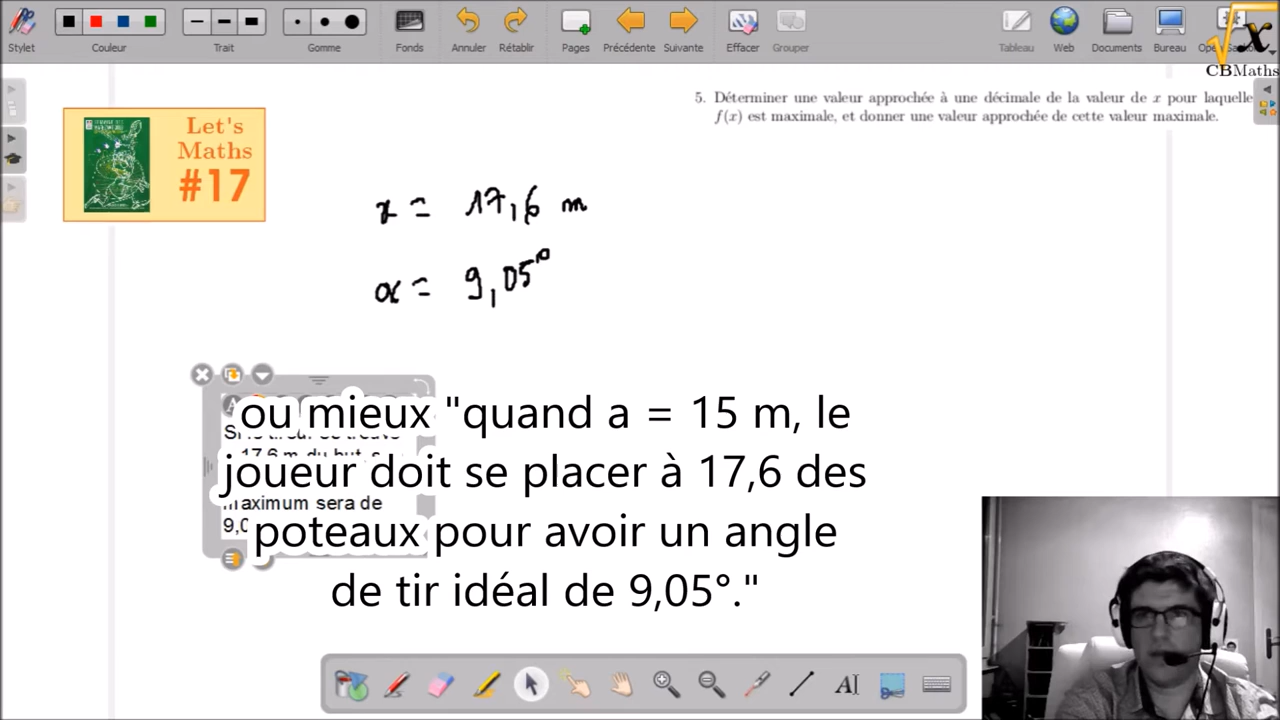 Stylet
Couleur
Trait
Gomme
Fonds
Annuler
Rétablir
Pages
Précédente
Suivante
Effacer
Grouper
Tableau
Web
Documents
Bureau
CBMaths
Let's
Maths
#17
5. Déterminer une valeur approchée à une décimale de la valeur de x pour laquelle
f(x) est maximale, et donner une valeur approchée de cette valeur maximale.
x = 17,6 m
α = 9,05°
ou mieux "quand a = 15 m, le
joueur doit se placer à 17,6 des
poteaux pour avoir un angle
de tir idéal de 9,05°."
maximum sera de
AI